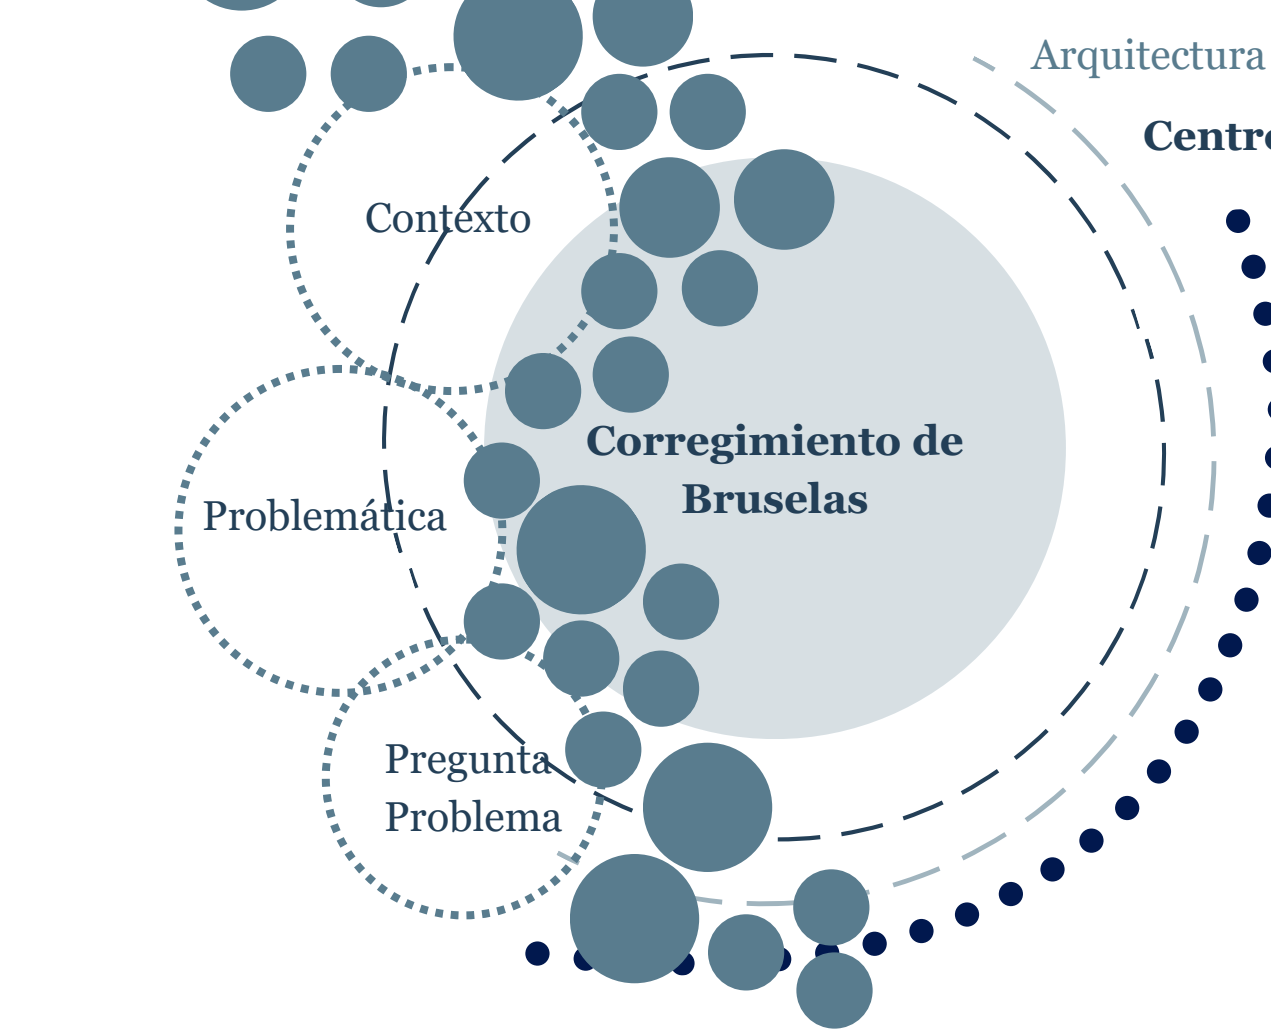 Arquitectura
Contexto
Corregimiento de
Bruselas
Problemática
Pregunta
Problema